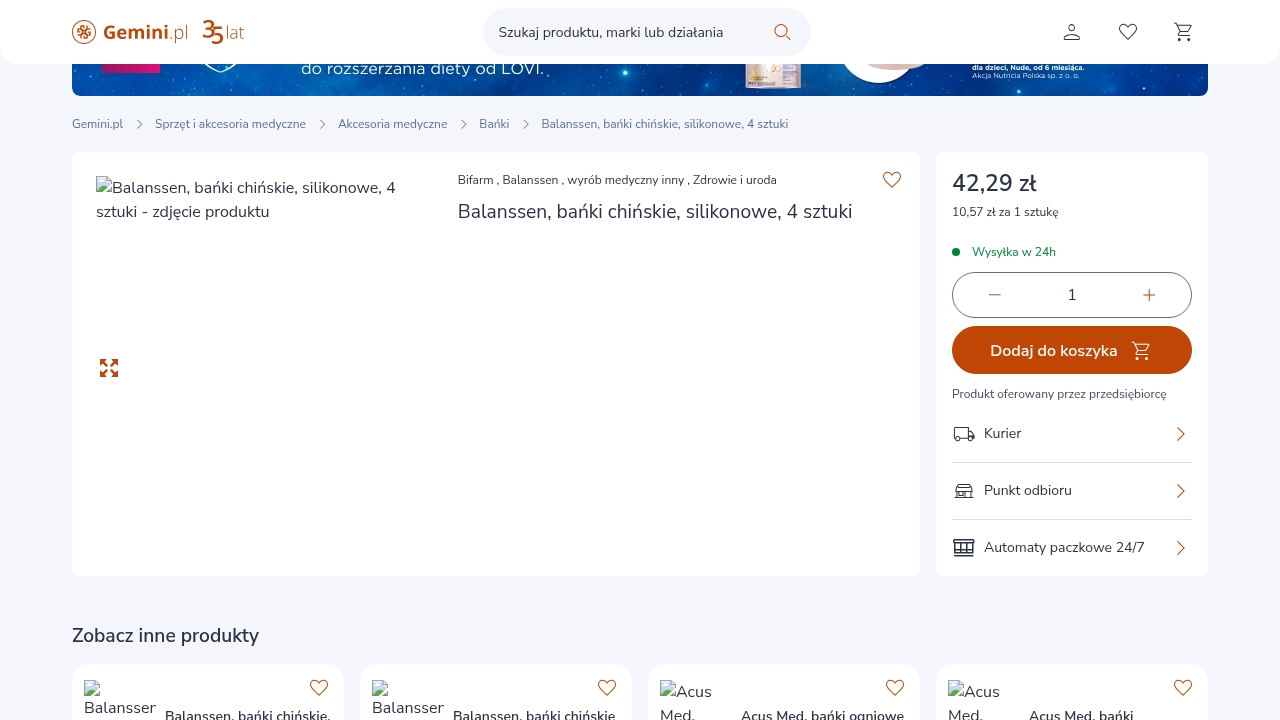 Gemini.pl 35 lat
Szukaj produktu, marki lub działania
do rozszerzania diety od LOVI.
dla dzieci, Nude, od 6 miesiąca.
Akcja Nutricia Polska sp. z o. o.
Gemini.pl
Sprzęt i akcesoria medyczne
Akcesoria medyczne
Bańki
Balanssen, bańki chińskie, silikonowe, 4 sztuki
Balanssen, bańki chińskie, silikonowe, 4
sztuki - zdjęcie produktu
Bifarm , Balanssen , wyrób medyczny inny , Zdrowie i uroda
Balanssen, bańki chińskie, silikonowe, 4 sztuki
42,29 zł
10,57 zł za 1 sztukę
Wysyłka w 24h
1
Dodaj do koszyka
Produkt oferowany przez przedsiębiorcę
Kurier
Punkt odbioru
Automaty paczkowe 24/7
Zobacz inne produkty
Balanssen,
Balanssen, bańki chińskie,
Balanssen,
Balanssen, bańki chińskie
Acus
Med,
Acus Med, bańki ogniowe
Acus
Med,
Acus Med, bańki